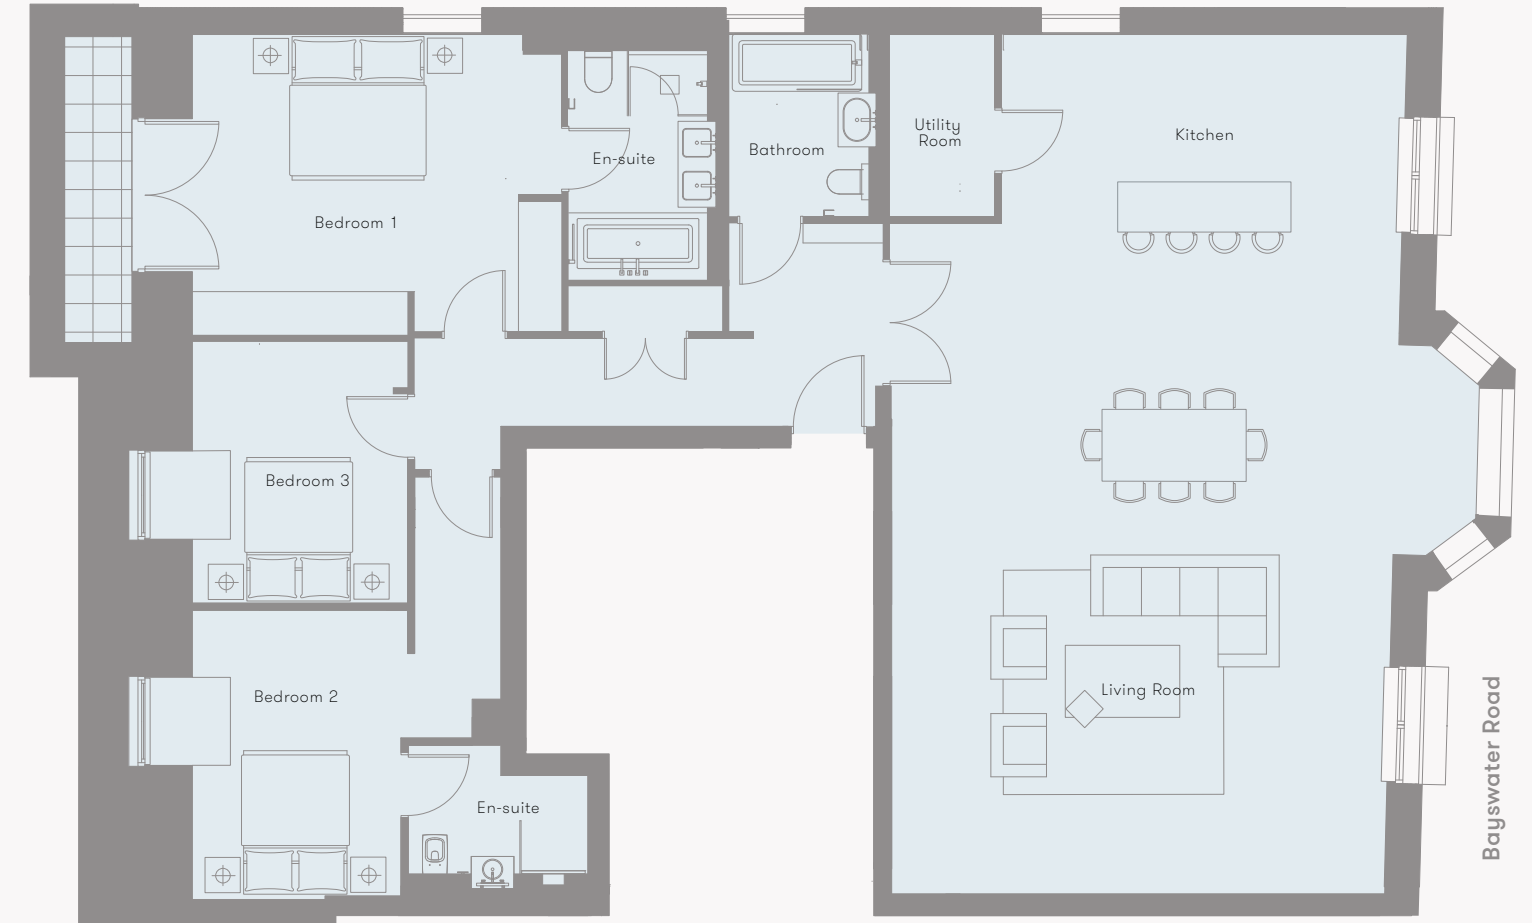 Utility
Room
Kitchen
Bathroom
En-suite
Bedroom 1
Bedroom 3
Bedroom 2
Living Room
En-suite
Bayswater Road